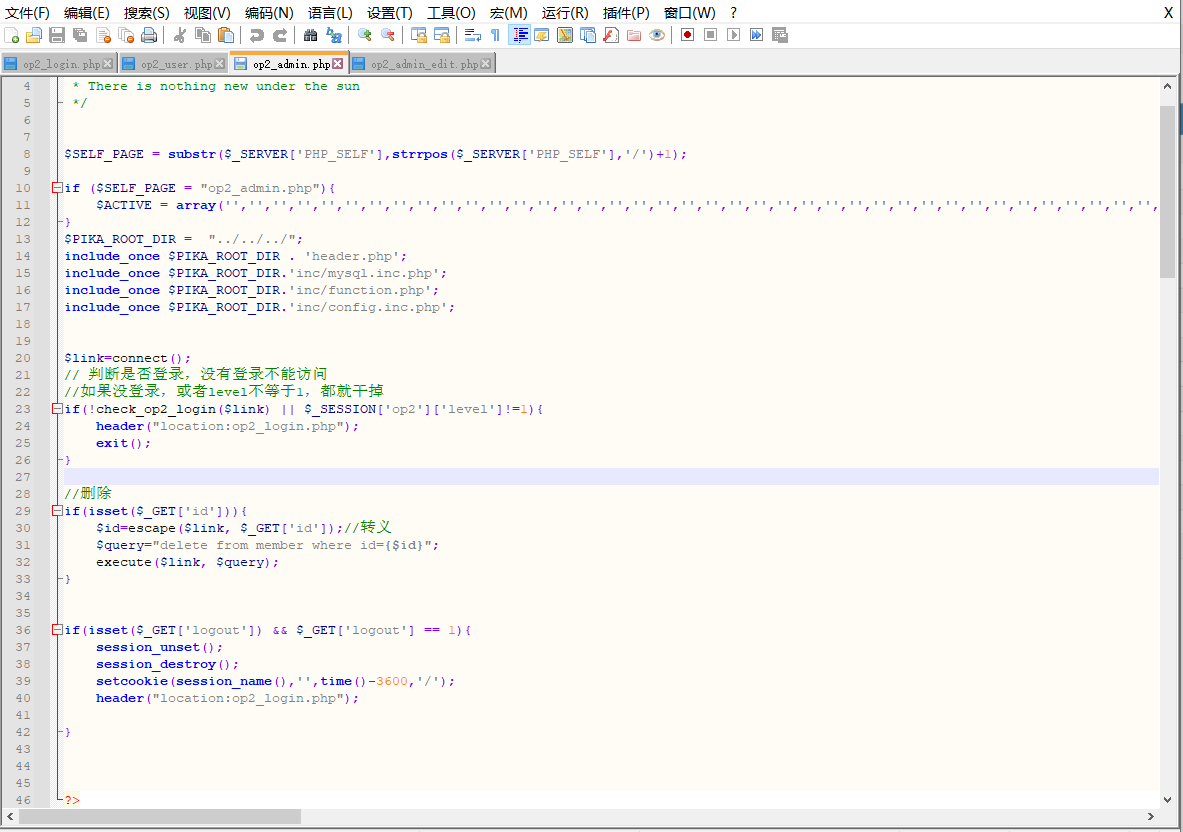 文件(F) 编辑(E) 搜索(S) 视图(V) 编码(N) 语言(L) 设置(T) 工具(O) 宏(M) 运行(R) 插件(P) 窗口(W) ? X
op2_login.php op2_user.php op2_admin.php op2_admin_edit.php
4 * There is nothing new under the sun
5 */
6
7
8 $SELF_PAGE = substr($_SERVER['PHP_SELF'],strrpos($_SERVER['PHP_SELF'],'/')+1);
9
10 if ($SELF_PAGE = "op2_admin.php"){
11 $ACTIVE = array('','','','','','','','','','','','','','','','','','','','','','','','','','','','','','','','','','','','','','','',
12 }
13 $PIKA_ROOT_DIR = "../../../";
14 include_once $PIKA_ROOT_DIR . 'header.php';
15 include_once $PIKA_ROOT_DIR.'inc/mysql.inc.php';
16 include_once $PIKA_ROOT_DIR.'inc/function.php';
17 include_once $PIKA_ROOT_DIR.'inc/config.inc.php';
18
19
20 $link=connect();
21 // 判断是否登录，没有登录不能访问
22 //如果没登录，或者level不等于1，都就干掉
23 if(!check_op2_login($link) || $_SESSION['op2']['level']!=1){
24 header("location:op2_login.php");
25 exit();
26 }
27
28 //删除
29 if(isset($_GET['id'])){
30 $id=escape($link, $_GET['id']);//转义
31 $query="delete from member where id={$id}";
32 execute($link, $query);
33 }
34
35
36 if(isset($_GET['logout']) && $_GET['logout'] == 1){
37 session_unset();
38 session_destroy();
39 setcookie(session_name(),'',time()-3600,'/');
40 header("location:op2_login.php");
41
42 }
43
44
45
46 ?>